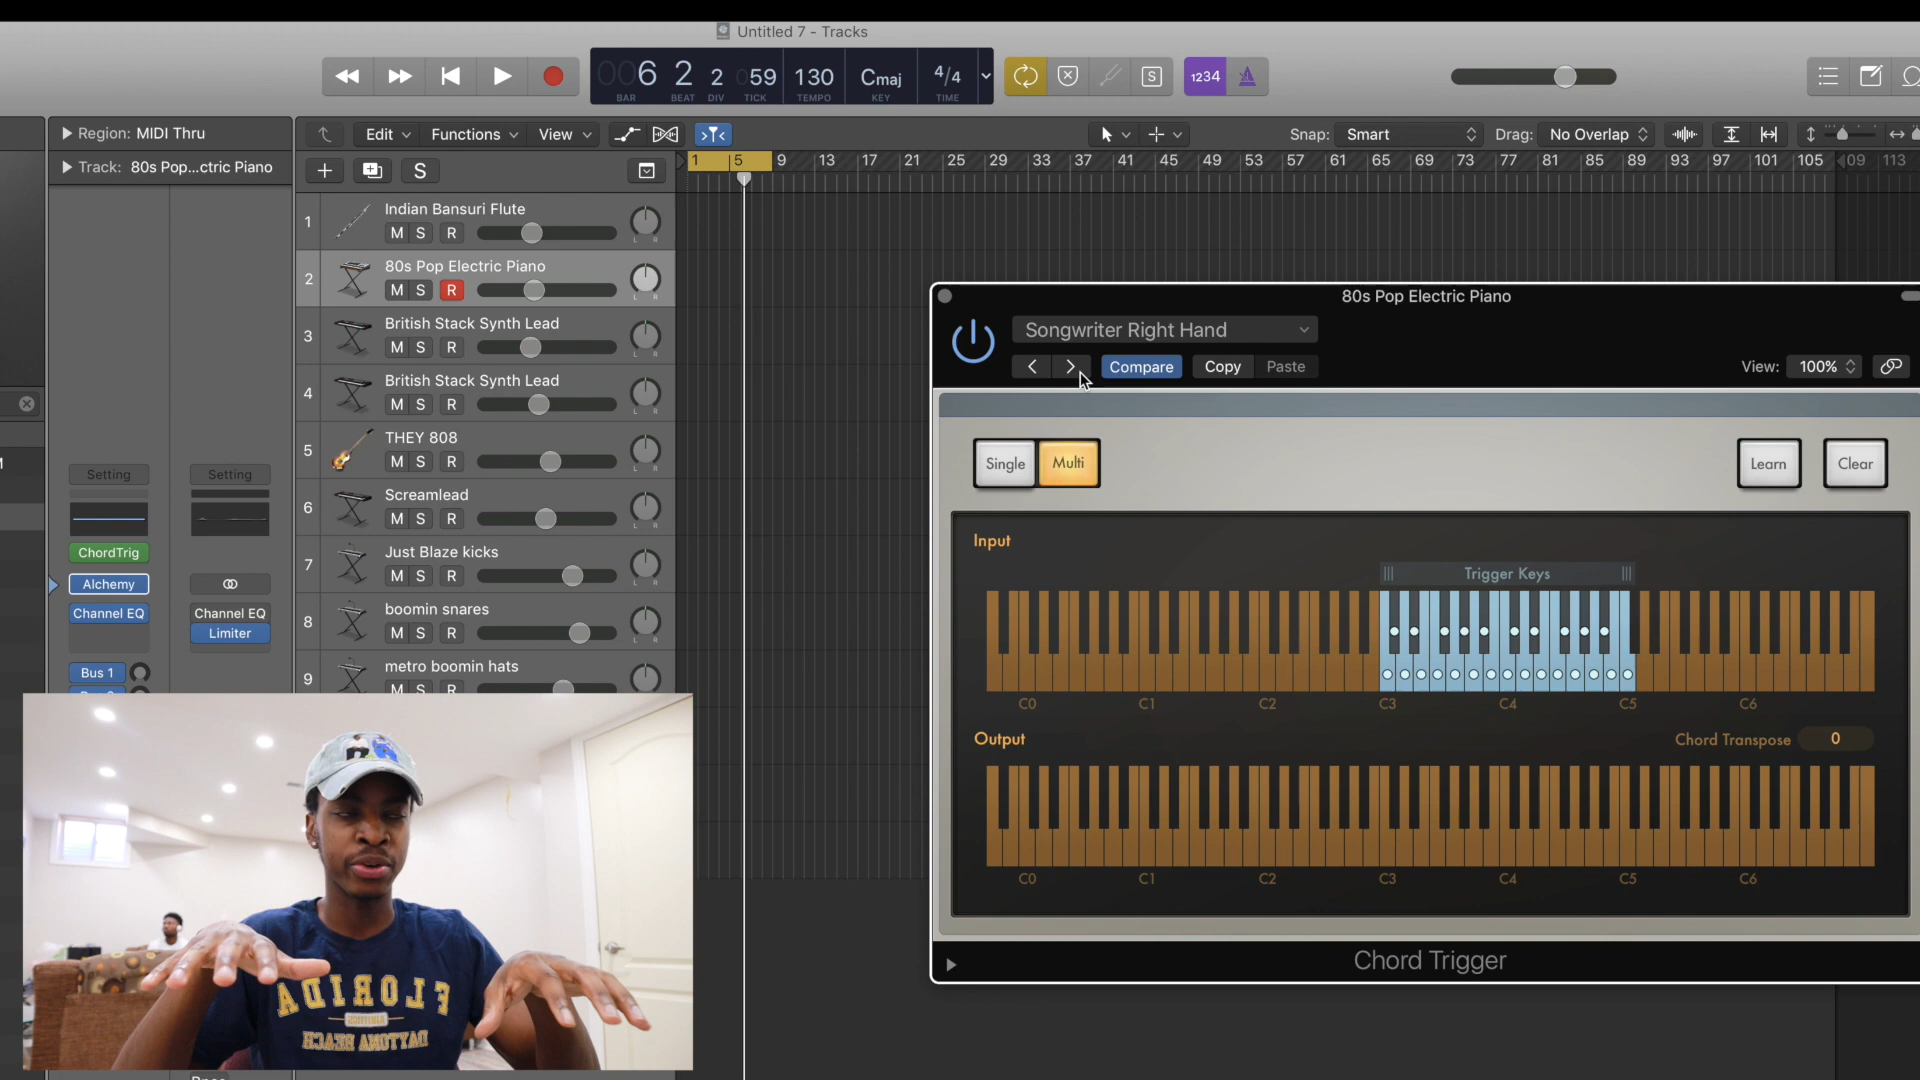 Untitled 7 - Tracks
006 2 2 059 130 Cmaj 4/4
BAR BEAT DIV TICK TEMPO KEY TIME
S
1234
Region: MIDI Thru
Edit Functions View
Snap: Smart Drag: No Overlap
Track: 80s Pop...ctric Piano
S
1 5 9 13 17 21 25 29 33 37 41 45 49 53 57 61 65 69 73 77 81 85 89 93 97 101 105 109 113
1 Indian Bansuri Flute
M S R L R
2 80s Pop Electric Piano
M S R L R
3 British Stack Synth Lead
M S R L R
4 British Stack Synth Lead
M S R L R
5 THEY 808
M S R L R
6 Screamlead
M S R L R
7 Just Blaze kicks
M S R L R
8 boomin snares
M S R L R
9 metro boomin hats
M S R
Setting Setting
ChordTrig
Alchemy
Channel EQ Channel EQ
Limiter
Bus 1
80s Pop Electric Piano
Songwriter Right Hand
Compare Copy Paste View: 100%
Single Multi Learn Clear
Input
Trigger Keys
C0 C1 C2 C3 C4 C5 C6
Output Chord Transpose 0
C0 C1 C2 C3 C4 C5 C6
Chord Trigger
FLORIDA
DAYTONA BEACH